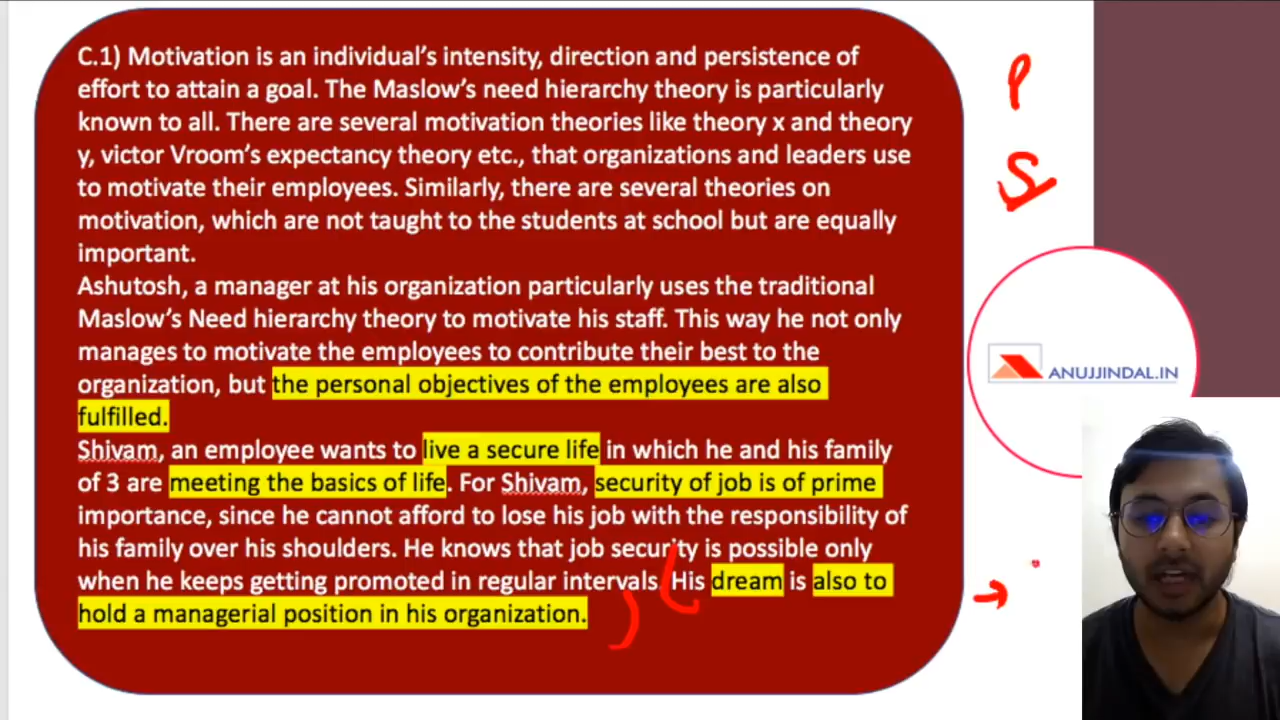 C.1) Motivation is an individual's intensity, direction and persistence of
effort to attain a goal. The Maslow's need hierarchy theory is particularly
known to all. There are several motivation theories like theory x and theory
y, victor Vroom's expectancy theory etc., that organizations and leaders use
to motivate their employees. Similarly, there are several theories on
motivation, which are not taught to the students at school but are equally
important.
Ashutosh, a manager at his organization particularly uses the traditional
Maslow's Need hierarchy theory to motivate his staff. This way he not only
manages to motivate the employees to contribute their best to the
organization, but the personal objectives of the employees are also
fulfilled.
Shivam, an employee wants to live a secure life in which he and his family
of 3 are meeting the basics of life. For Shivam, security of job is of prime
importance, since he cannot afford to lose his job with the responsibility of
his family over his shoulders. He knows that job security is possible only
when he keeps getting promoted in regular intervals. His dream is also to
hold a managerial position in his organization.
P
S
ANUJJINDAL.IN